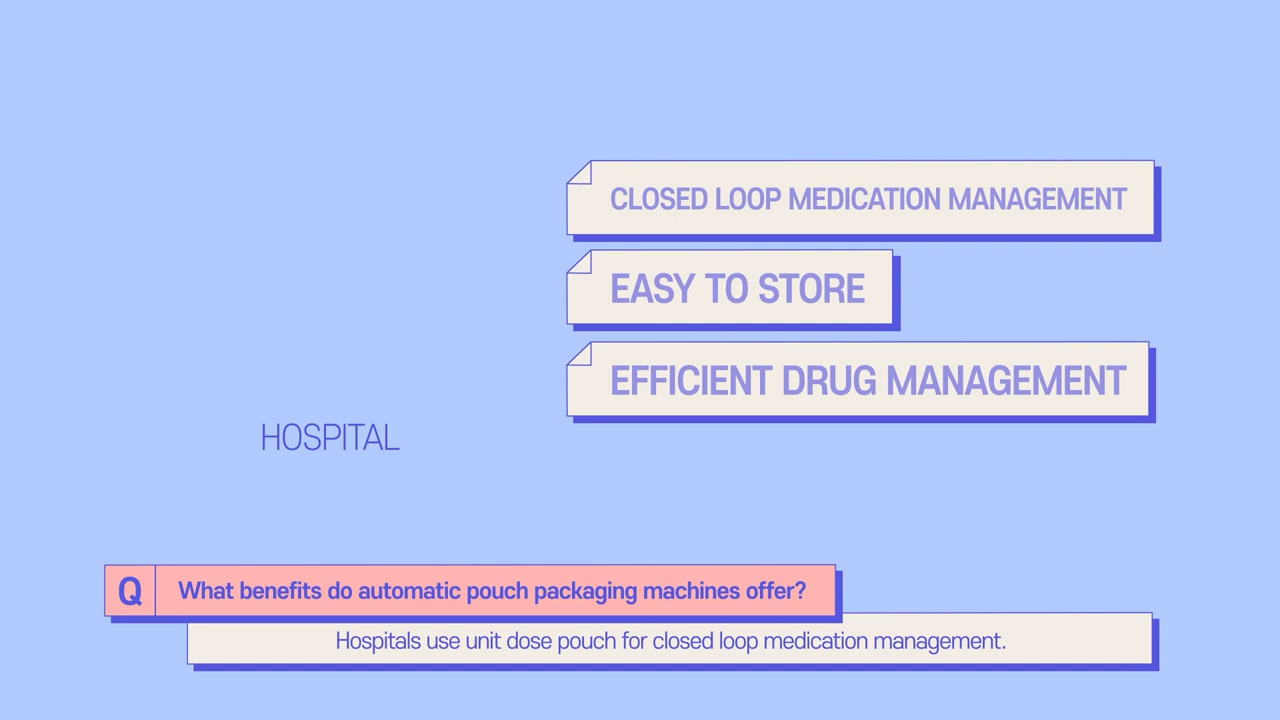 CLOSED LOOP MEDICATION MANAGEMENT
EASY TO STORE
EFFICIENT DRUG MANAGEMENT
HOSPITAL
Q What benefits do automatic pouch packaging machines offer?
Hospitals use unit dose pouch for closed loop medication management.